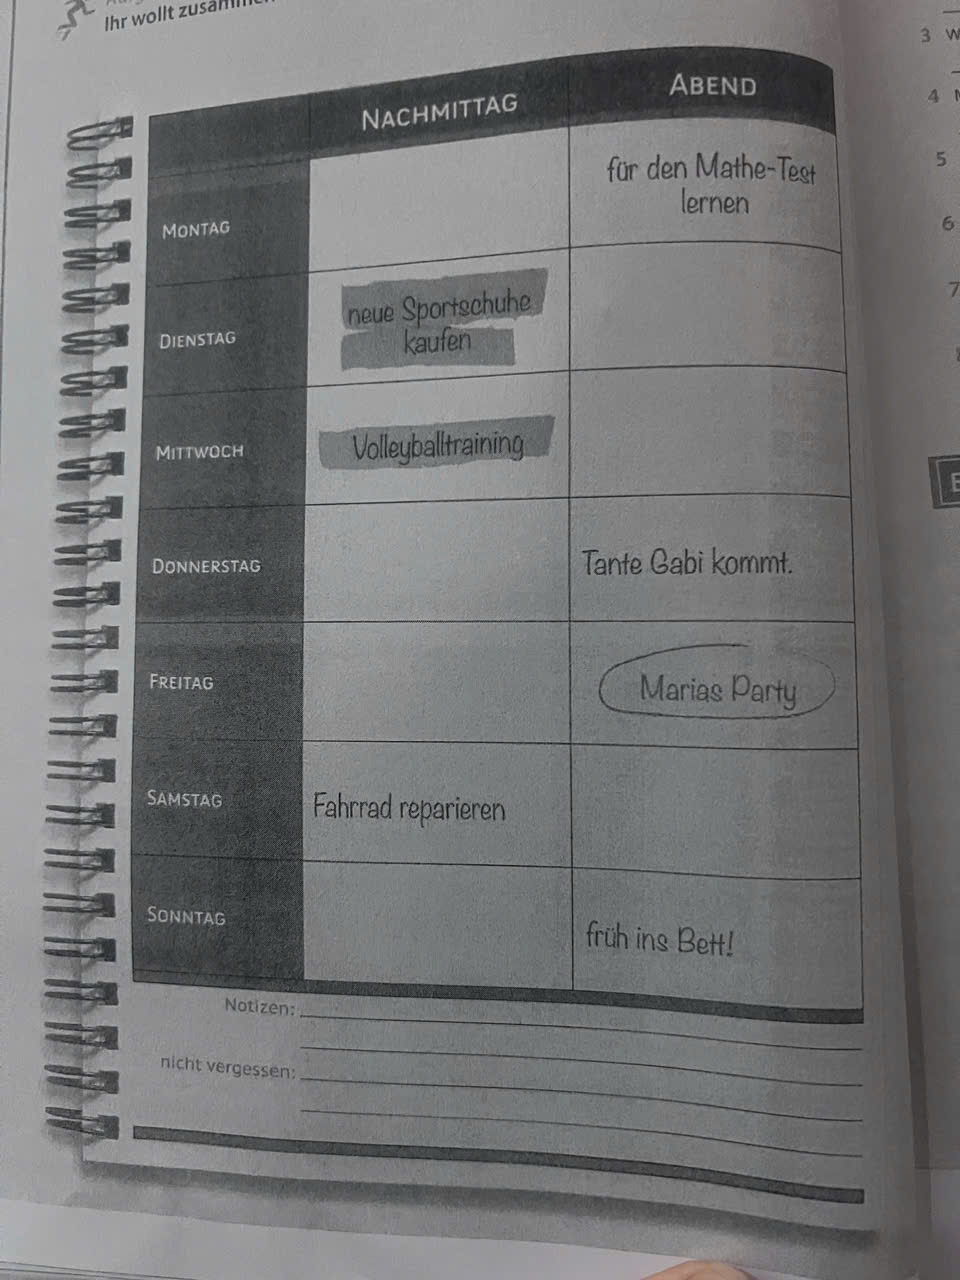 Ihr wollt
NACHMITTAG
ABEND
MONTAG
für den Mathe-Test
lernen
DIENSTAG
neue Sportschuhe
kaufen
MITTWOCH
Volleyballtraining
DONNERSTAG
Tante Gabi kommt.
FREITAG
Marias Party
SAMSTAG
Fahrrad reparieren
SONNTAG
früh ins Bett!
Notizen:
nicht vergessen:
3
4
5
6
7